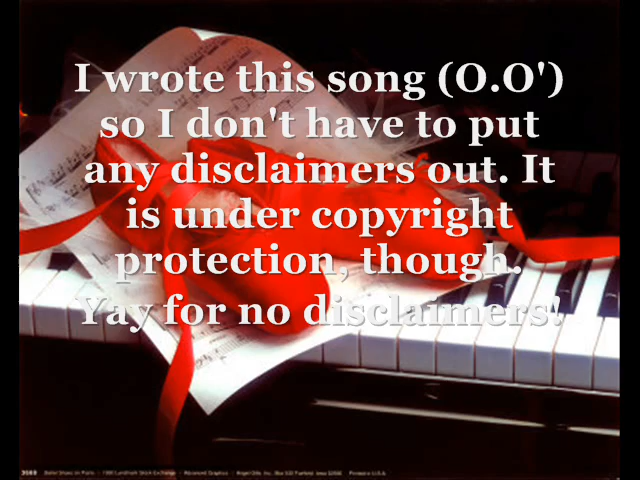 I wrote this song (O.O')
so I don't have to put
any disclaimers out. It
is under copyright
protection, though.
Yay for no disclaimers!